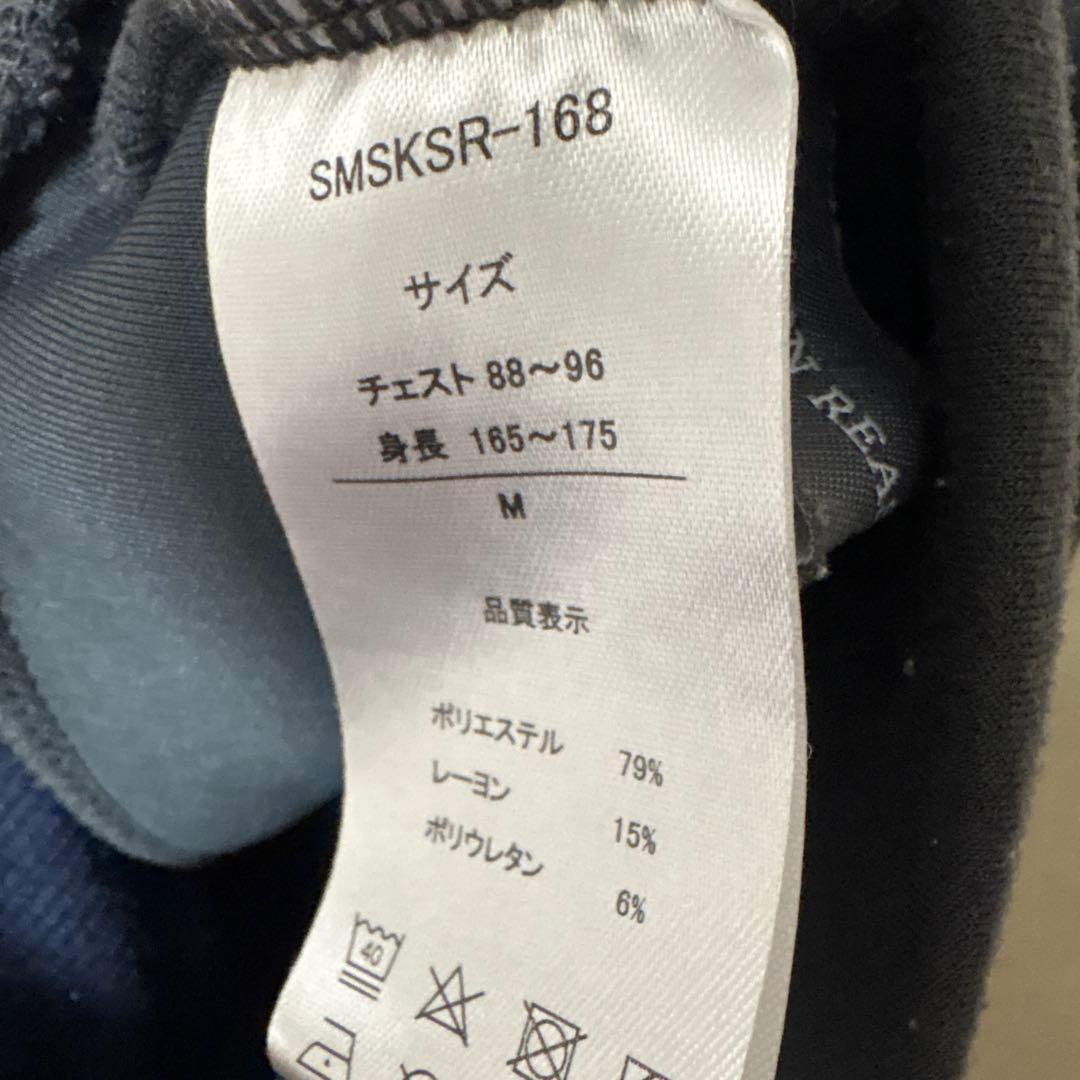 SMSKSR-168
サイズ
チェスト 88～96
身長 165～175
M
品質表示
ポリエステル 79%
レーヨン 15%
ポリウレタン 6%
40
N REA